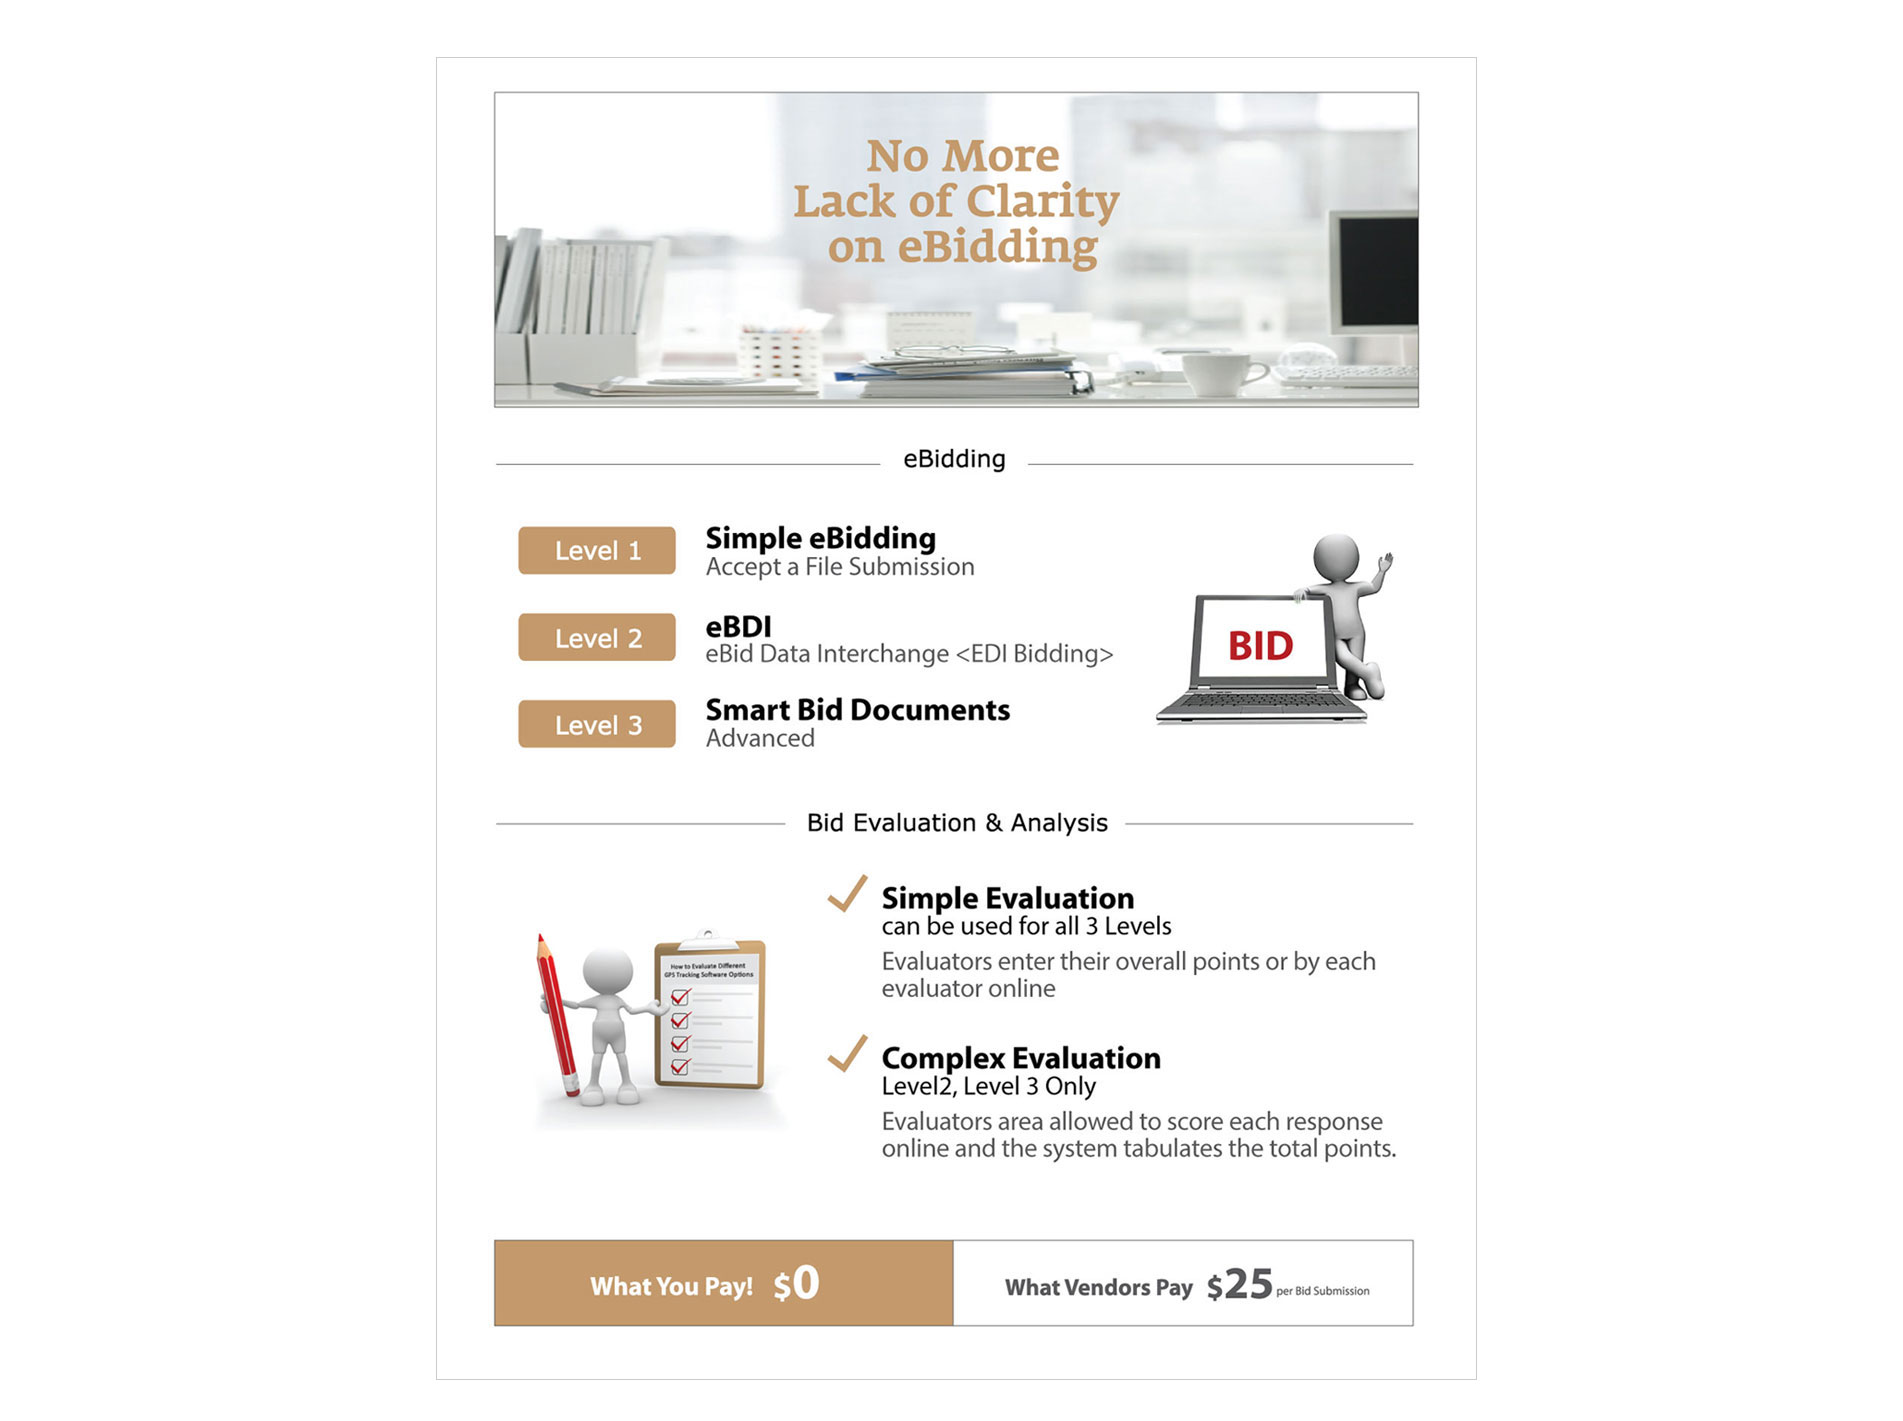 No More
Lack of Clarity
on eBidding
eBidding
Level 1
Simple eBidding
Accept a File Submission
Level 2
eBDI
eBid Data Interchange <EDI Bidding>
Level 3
Smart Bid Documents
Advanced
BID
Bid Evaluation & Analysis
How to Evaluate Different
GPS Tracking Software Options
Simple Evaluation
can be used for all 3 Levels
Evaluators enter their overall points or by each
evaluator online
Complex Evaluation
Level2, Level 3 Only
Evaluators area allowed to score each response
online and the system tabulates the total points.
What You Pay! $0
What Vendors Pay $25 per Bid Submission